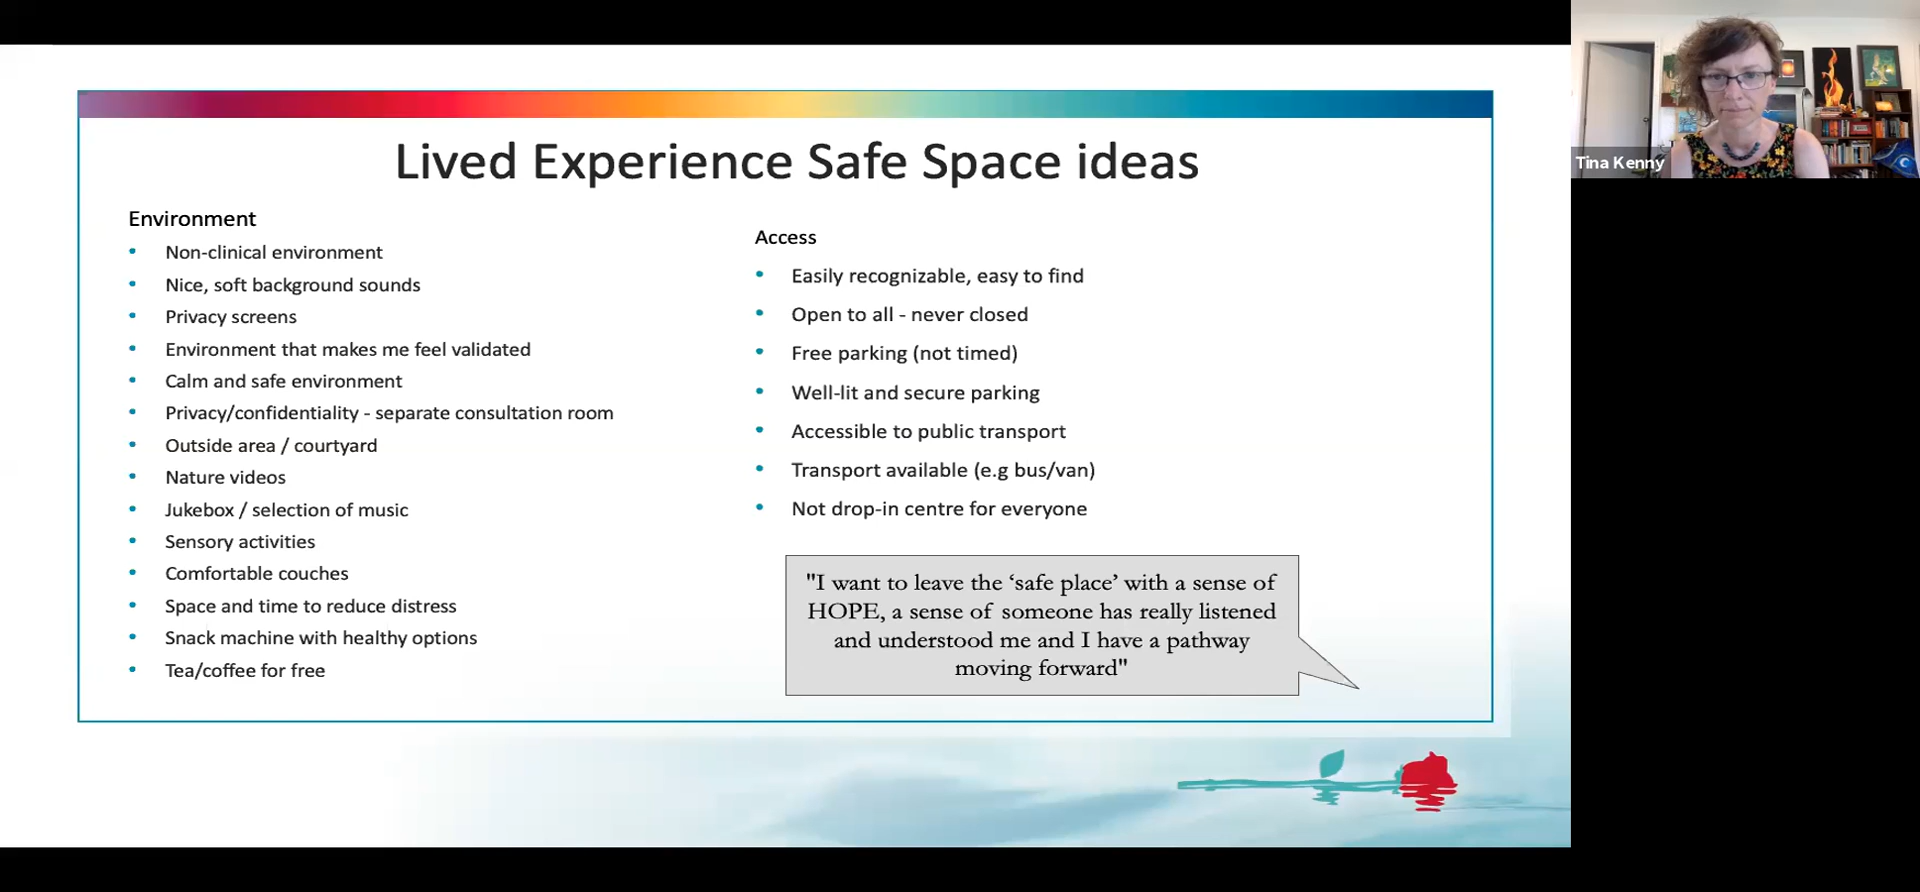 Lived Experience Safe Space ideas
Environment
• Non-clinical environment
• Nice, soft background sounds
• Privacy screens
• Environment that makes me feel validated
• Calm and safe environment
• Privacy/confidentiality - separate consultation room
• Outside area / courtyard
• Nature videos
• Jukebox / selection of music
• Sensory activities
• Comfortable couches
• Space and time to reduce distress
• Snack machine with healthy options
• Tea/coffee for free
Access
• Easily recognizable, easy to find
• Open to all - never closed
• Free parking (not timed)
• Well-lit and secure parking
• Accessible to public transport
• Transport available (e.g bus/van)
• Not drop-in centre for everyone
"I want to leave the ‘safe place’ with a sense of
HOPE, a sense of someone has really listened
and understood me and I have a pathway
moving forward"
Tina Kenny